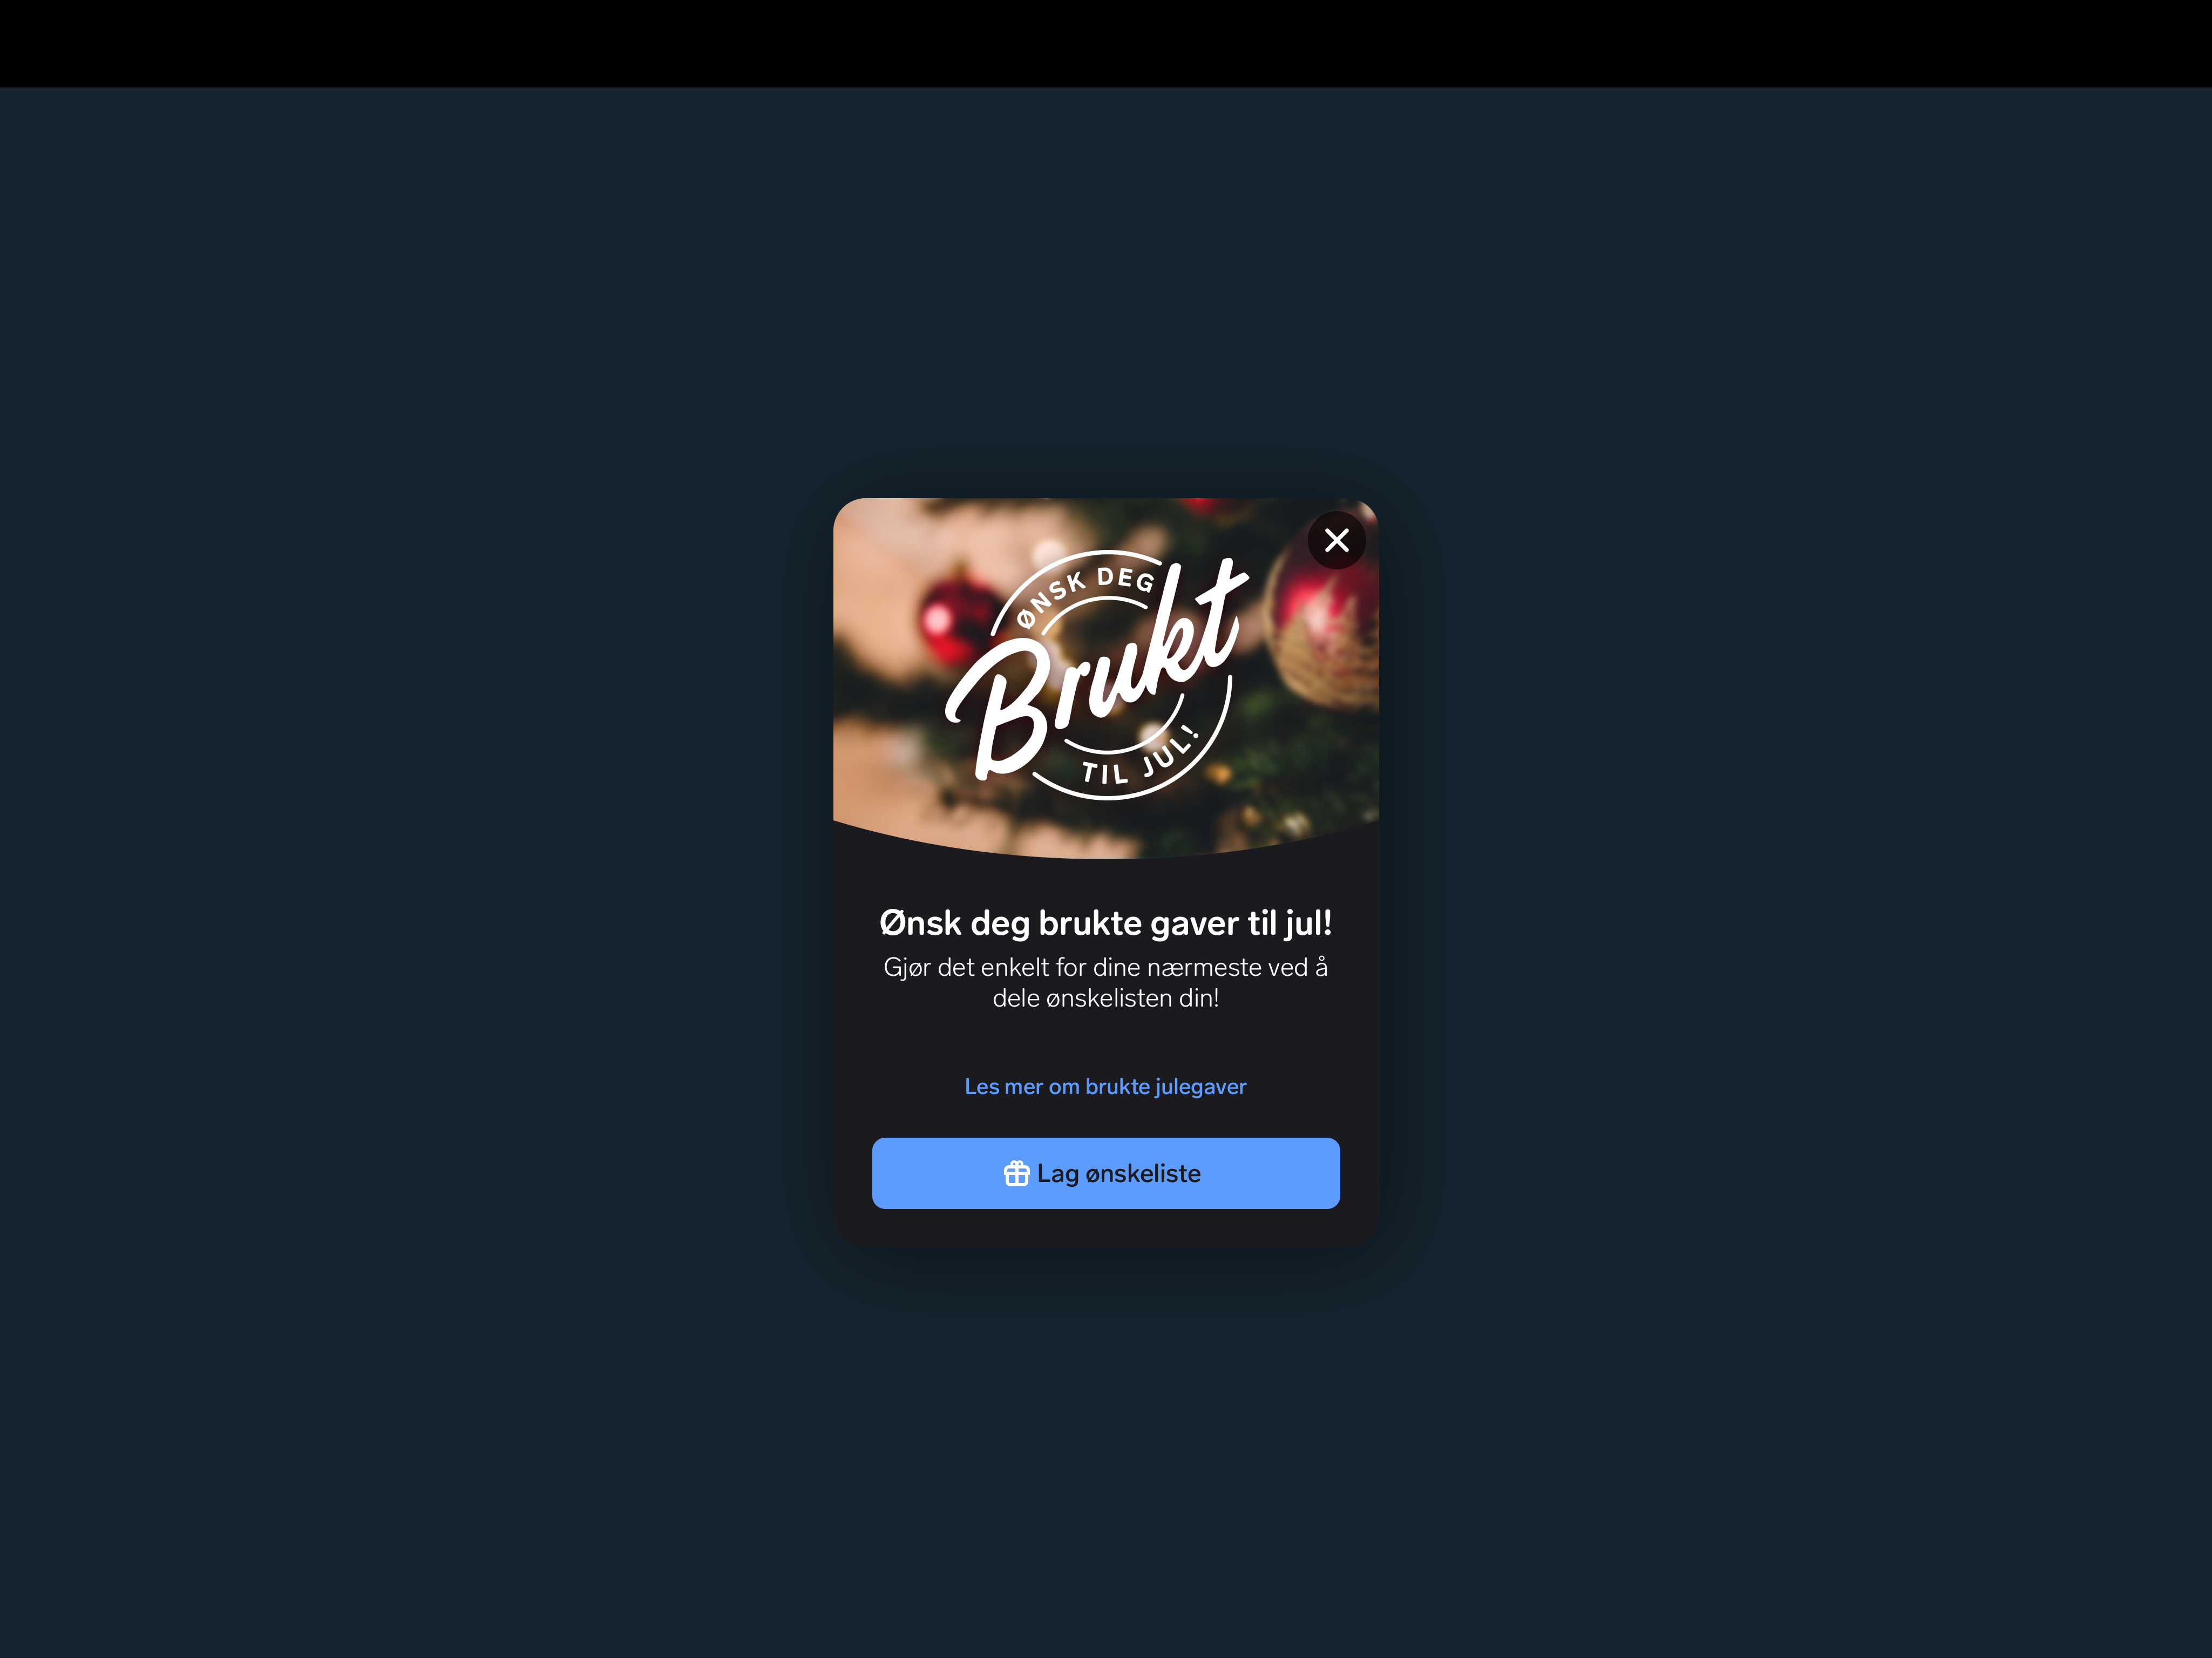 ØNSK DEG
Brukt
TIL JUL!
Ønsk deg brukte gaver til jul!
Gjør det enkelt for dine nærmeste ved å
dele ønskelisten din!
Les mer om brukte julegaver
Lag ønskeliste